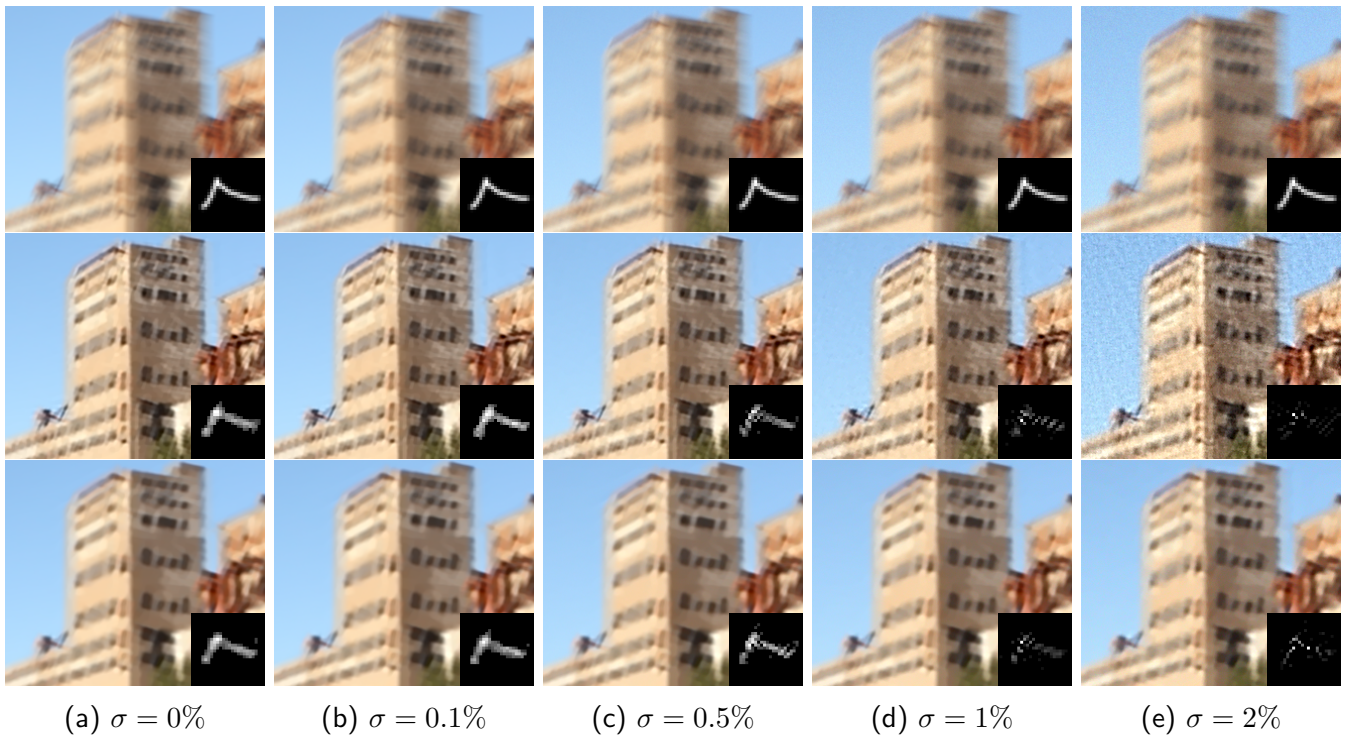 (a) σ = 0% (b) σ = 0.1% (c) σ = 0.5% (d) σ = 1% (e) σ = 2%